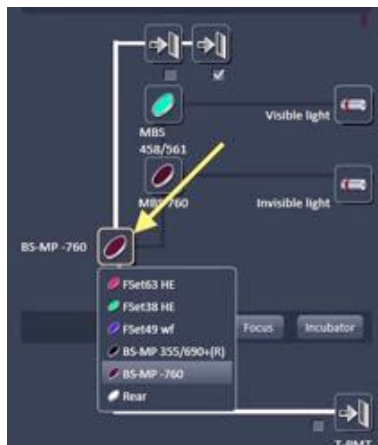 MBS
458/561
Visible light
MBS 760
Invisible light
BS-MP -760
FSet63 HE
FSet38 HE
FSet49 wf
BS-MP 355/690+(R)
BS-MP -760
Rear
Focus
Incubator
T-PMT